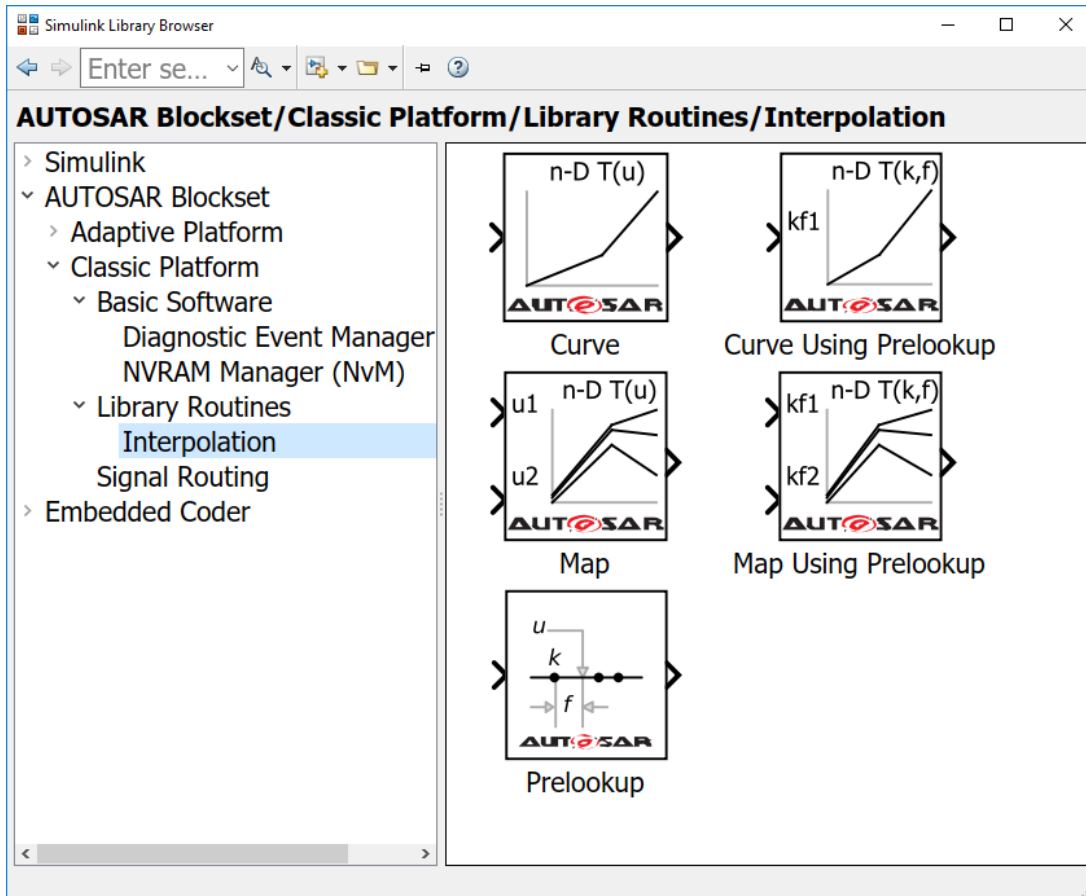 Simulink Library Browser
Enter se...
AUTOSAR Blockset/Classic Platform/Library Routines/Interpolation
Simulink
AUTOSAR Blockset
Adaptive Platform
Classic Platform
Basic Software
Diagnostic Event Manager
NVRAM Manager (NvM)
Library Routines
Interpolation
Signal Routing
Embedded Coder
n-D T(u)
AUTOSAR
Curve
n-D T(k,f)
kf1
AUTOSAR
Curve Using Prelookup
n-D T(u)
u1
u2
AUTOSAR
Map
n-D T(k,f)
kf1
kf2
AUTOSAR
Map Using Prelookup
u
k
f
AUTOSAR
Prelookup